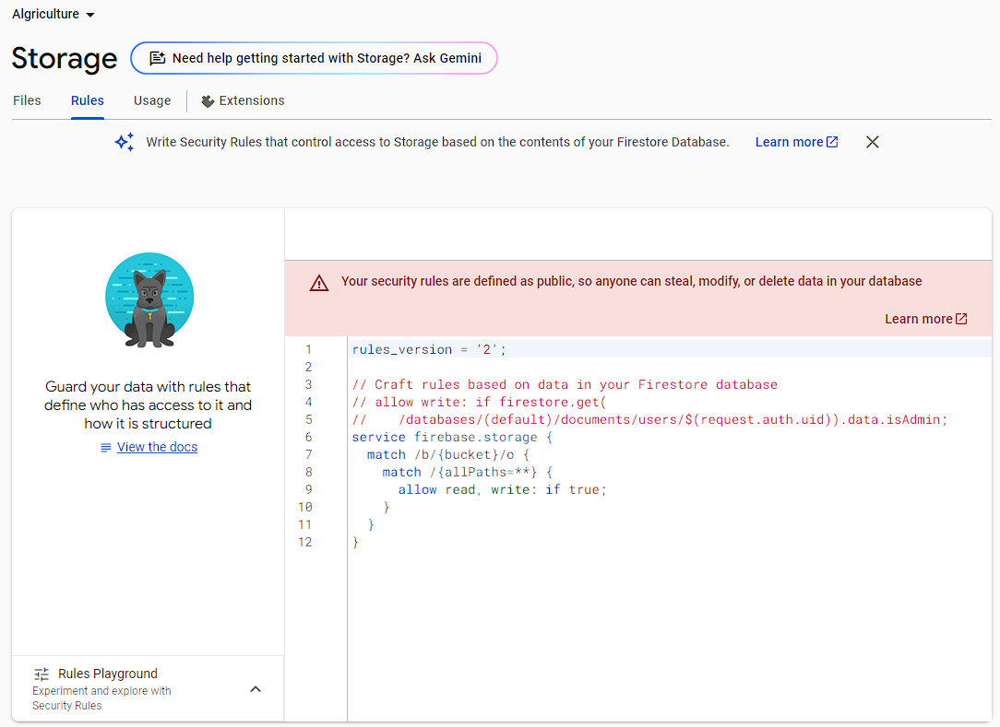 Algriculture
Storage
Need help getting started with Storage? Ask Gemini
Files Rules Usage Extensions
Write Security Rules that control access to Storage based on the contents of your Firestore Database. Learn more
Guard your data with rules that
define who has access to it and
how it is structured
View the docs
Rules Playground
Experiment and explore with
Security Rules
Your security rules are defined as public, so anyone can steal, modify, or delete data in your database
Learn more
1 rules_version = '2';
2
3 // Craft rules based on data in your Firestore database
4 // allow write: if firestore.get(
5 //    /databases/(default)/documents/users/$(request.auth.uid)).data.isAdmin;
6 service firebase.storage {
7   match /b/{bucket}/o {
8     match /{allPaths=**} {
9       allow read, write: if true;
10     }
11   }
12 }